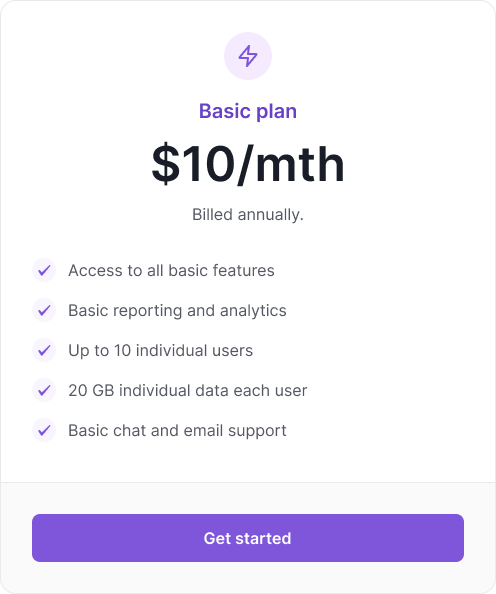 Basic plan
$10/mth
Billed annually.
Access to all basic features
Basic reporting and analytics
Up to 10 individual users
20 GB individual data each user
Basic chat and email support
Get started